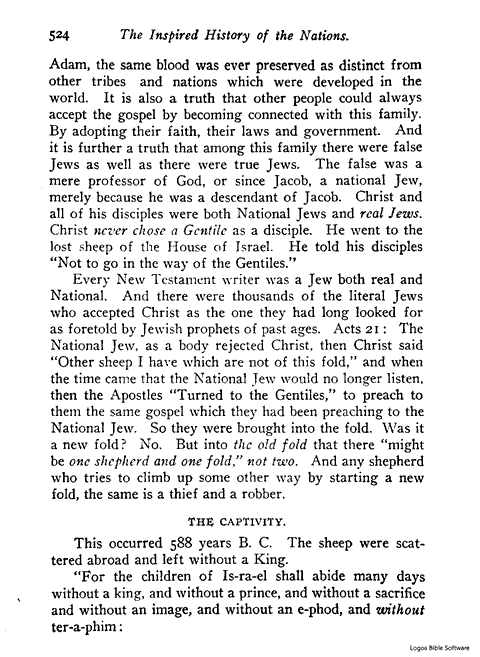 524 The Inspired History of the Nations.
Adam, the same blood was ever preserved as distinct from
other tribes and nations which were developed in the
world. It is also a truth that other people could always
accept the gospel by becoming connected with this family.
By adopting their faith, their laws and government. And
it is further a truth that among this family there were false
Jews as well as there were true Jews. The false was a
mere professor of God, or since Jacob, a national Jew,
merely because he was a descendant of Jacob. Christ and
all of his disciples were both National Jews and real Jews.
Christ never chose a Gentile as a disciple. He went to the
lost sheep of the House of Israel. He told his disciples
"Not to go in the way of the Gentiles."
Every New Testament writer was a Jew both real and
National. And there were thousands of the literal Jews
who accepted Christ as the one they had long looked for
as foretold by Jewish prophets of past ages. Acts 21: The
National Jew, as a body rejected Christ, then Christ said
"Other sheep I have which are not of this fold," and when
the time came that the National Jew would no longer listen,
then the Apostles "Turned to the Gentiles," to preach to
them the same gospel which they had been preaching to the
National Jew. So they were brought into the fold. Was it
a new fold? No. But into the old fold that there "might
be one shepherd and one fold," not two. And any shepherd
who tries to climb up some other way by starting a new
fold, the same is a thief and a robber.
THE CAPTIVITY.
This occurred 588 years B. C. The sheep were scat-
tered abroad and left without a King.
"For the children of Is-ra-el shall abide many days
without a king, and without a prince, and without a sacrifice
and without an image, and without an e-phod, and without
ter-a-phim:
Logos Bible Software